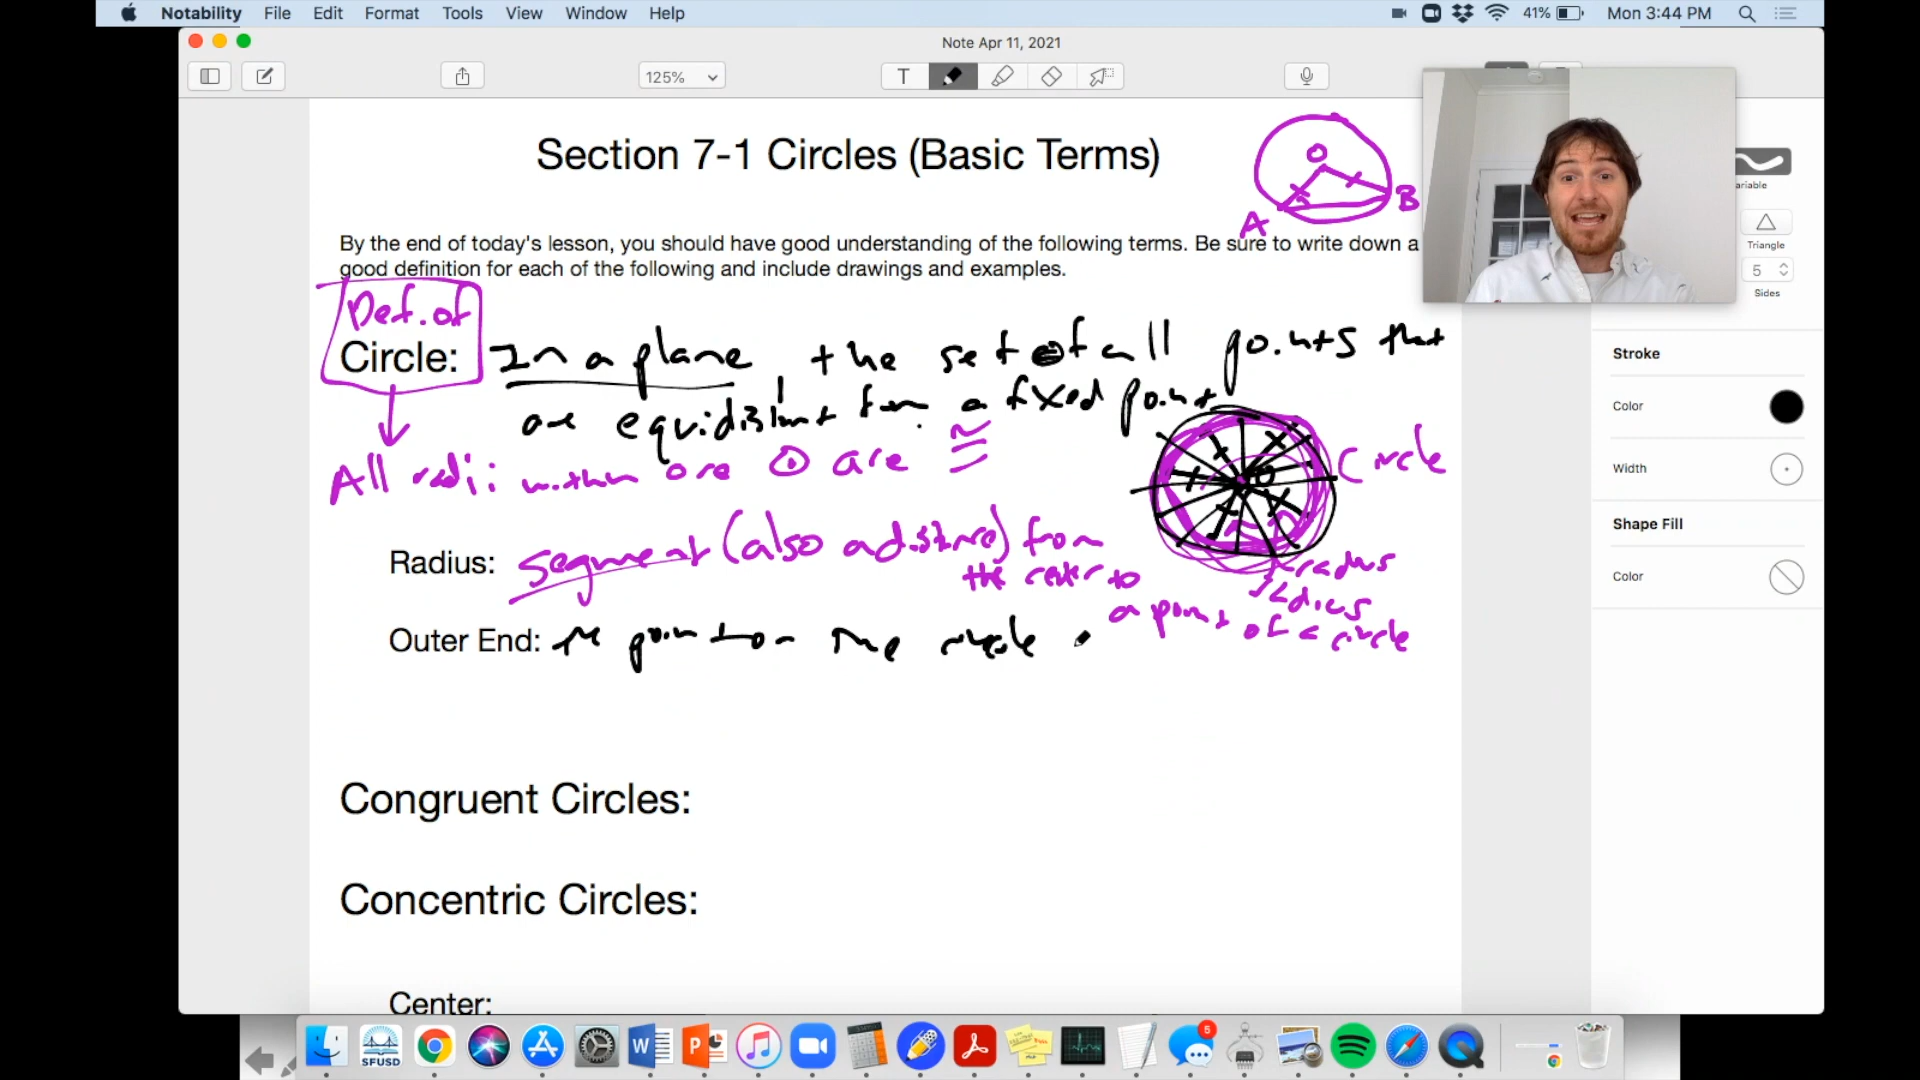 Notability File Edit Format Tools View Window Help 41% Mon 3:44 PM
Note Apr 11, 2021
125% T
Section 7-1 Circles (Basic Terms)
O
A B
By the end of today's lesson, you should have good understanding of the following terms. Be sure to write down a
good definition for each of the following and include drawings and examples.
Def. of
Circle: In a plane, the set of all points that
are equidistant from a fixed point.
All radii within one ⊙ are ≅
Circle
Radius: segment (also a distance) from
the center to
a point
radius
radius
of a circle
Outer End: the point on the circle
Congruent Circles:
Concentric Circles:
Center:
ariable
Triangle
5
Sides
Stroke
Color
Width
Shape Fill
Color
SFUSD
W
P
5